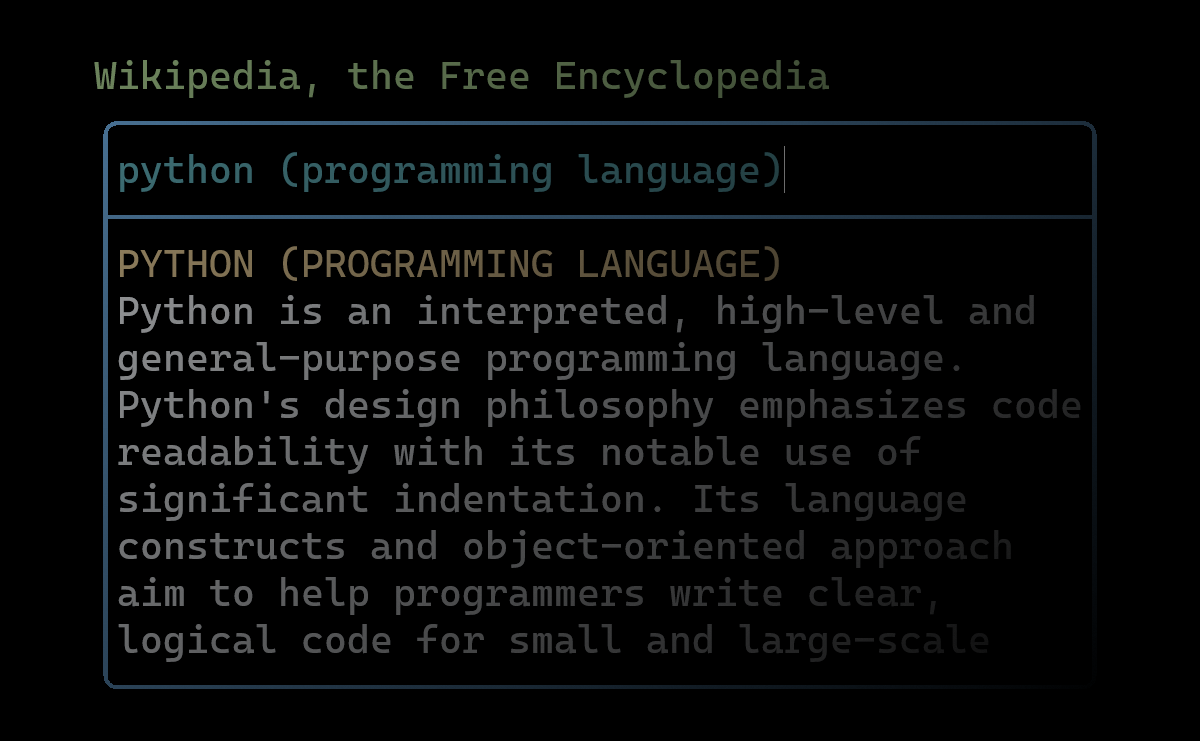 Wikipedia, the Free Encyclopedia
python (programming language)
PYTHON (PROGRAMMING LANGUAGE)
Python is an interpreted, high-level and
general-purpose programming language.
Python's design philosophy emphasizes code
readability with its notable use of
significant indentation. Its language
constructs and object-oriented approach
aim to help programmers write clear,
logical code for small and large-scale